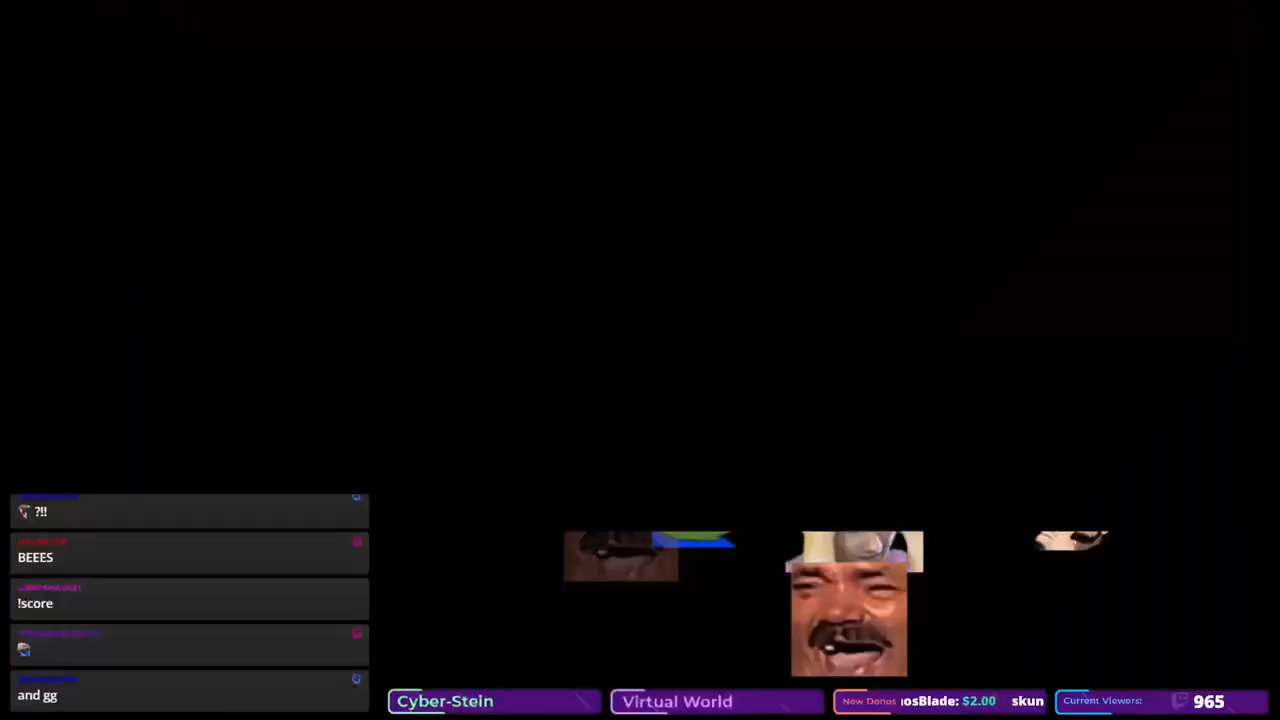 ?!!
BEEES
!score
and gg
Cyber-Stein
Virtual World
New Donos osBlade: $2.00 skun
Current Viewers: 965